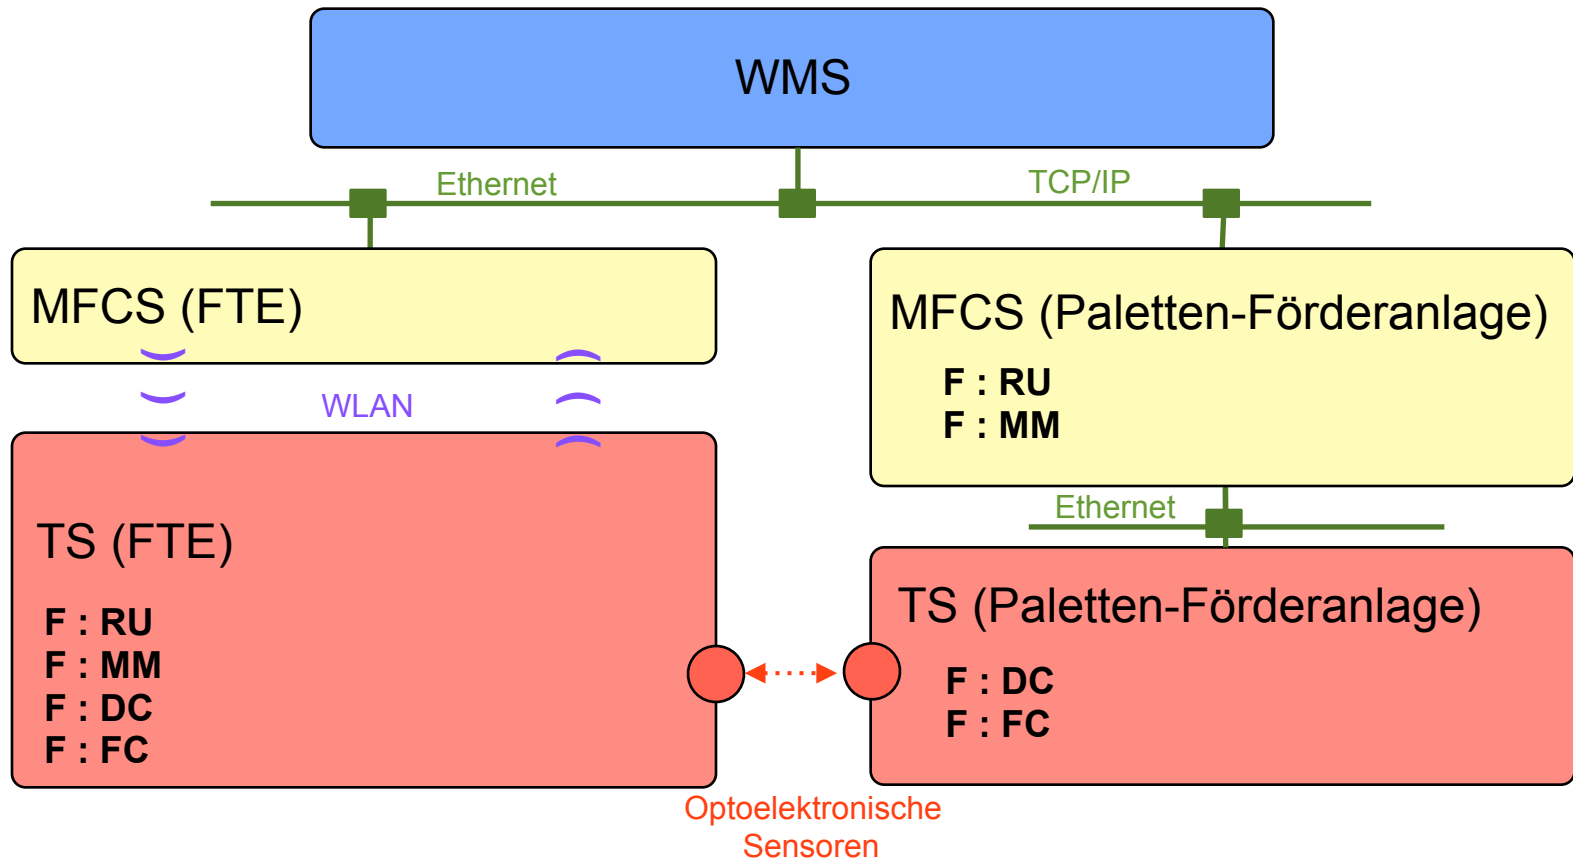 WMS
Ethernet
TCP/IP
MFCS (FTE)
WLAN
TS (FTE)
F : RU
F : MM
F : DC
F : FC
MFCS (Paletten-Förderanlage)
F : RU
F : MM
Ethernet
TS (Paletten-Förderanlage)
F : DC
F : FC
Optoelektronische
Sensoren